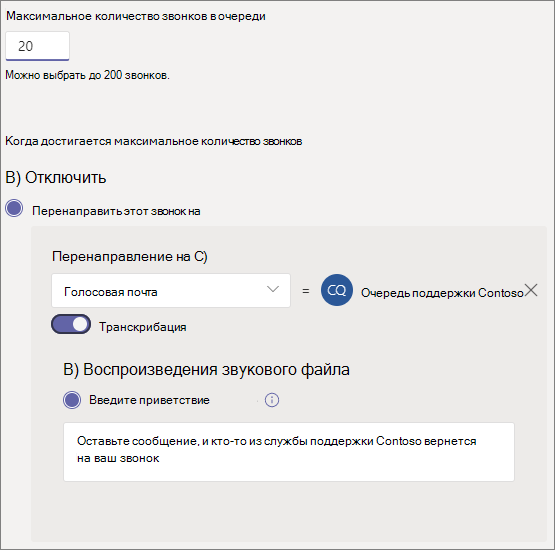 Максимальное количество звонков в очереди
20
Можно выбрать до 200 звонков.
Когда достигается максимальное количество звонков
В) Отключить
Перенаправить этот звонок на
Перенаправление на С)
Голосовая почта
= CQ Очередь поддержки Contoso
Транскрибация
В) Воспроизведения звукового файла
Введите приветствие
Оставьте сообщение, и кто-то из службы поддержки Contoso вернется
на ваш звонок